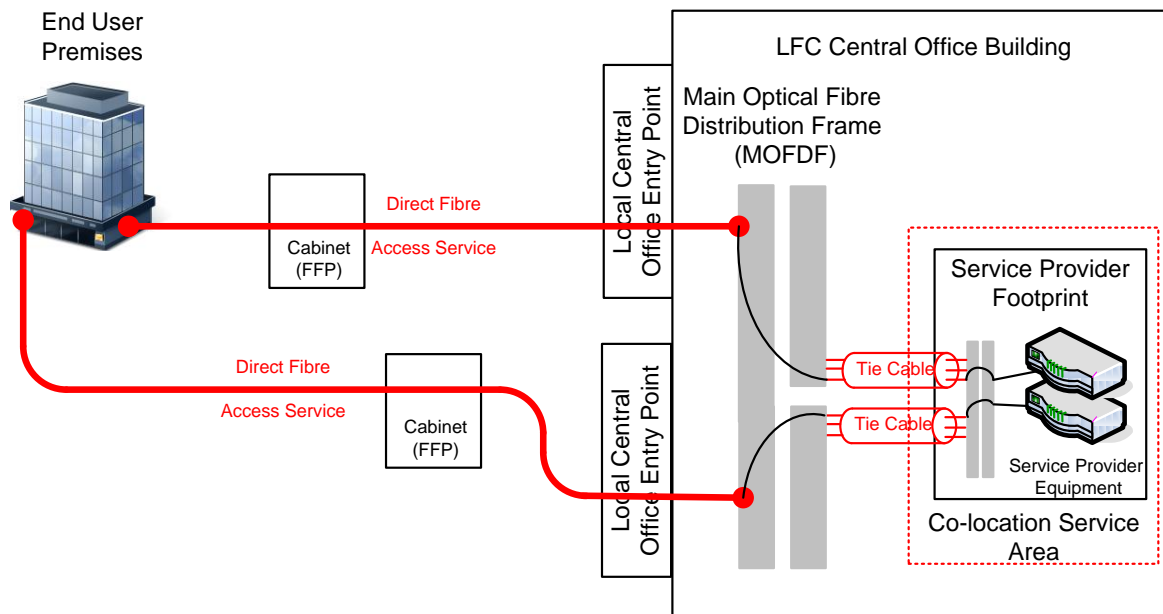 End User
Premises
LFC Central Office Building
Main Optical Fibre
Distribution Frame
(MOFDF)
Local Central
Office Entry Point
Direct Fibre
Access Service
Cabinet
(FFP)
Service Provider
Footprint
Tie Cable
Direct Fibre
Access Service
Cabinet
(FFP)
Local Central
Office Entry Point
Tie Cable
Service Provider
Equipment
Co-location Service
Area